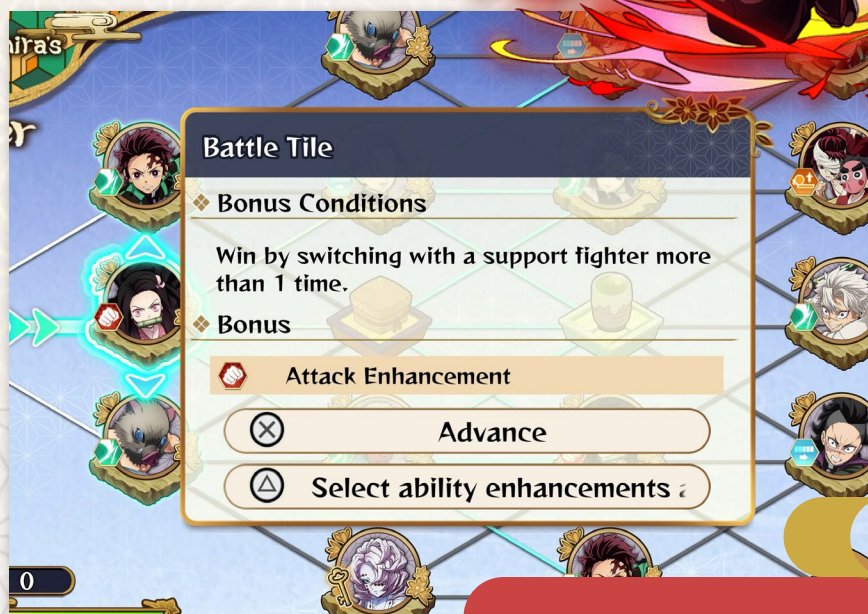 Battle Tile
Bonus Conditions
Win by switching with a support fighter more
than 1 time.
Bonus
Attack Enhancement
Advance
Select ability enhancements
0